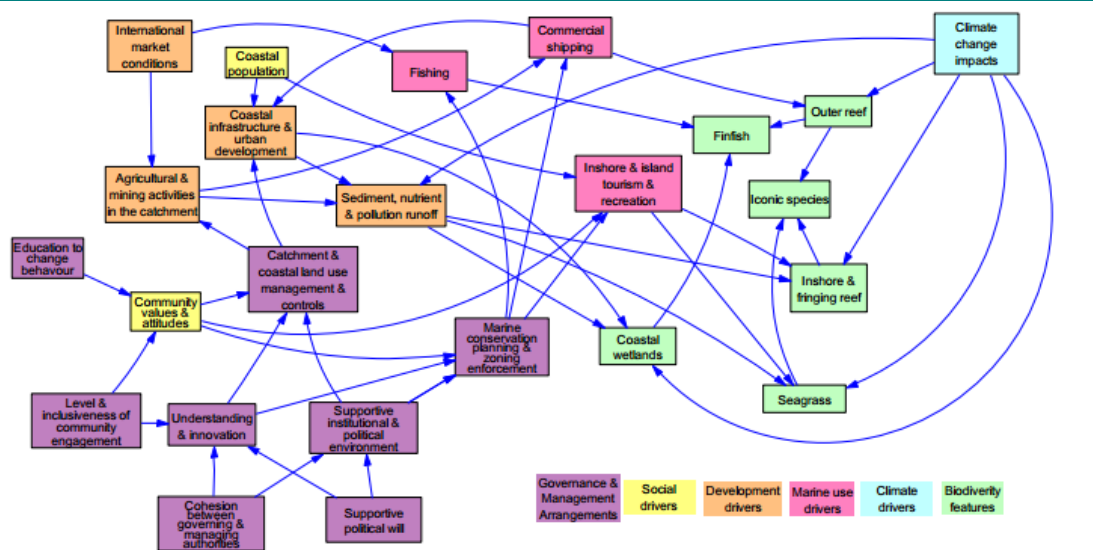 International
market
conditions
Coastal
population
Fishing
Commercial
shipping
Climate
change
impacts
Coastal
infrastructure &
urban
development
Outer reef
Finfish
Agricultural &
mining activities
in the catchment
Sediment, nutrient
& pollution runoff
Inshore & island
tourism &
recreation
Iconic species
Education to
change
behaviour
Catchment &
coastal land use
management &
controls
Inshore &
fringing reef
Community
values &
attitudes
Marine
conservation
planning &
zoning
enforcement
Coastal
wetlands
Seagrass
Level &
inclusiveness of
community
engagement
Understanding
& innovation
Supportive
institutional &
political
environment
Cohesion
between
governing &
managing
authorities
Supportive
political will
Governance &
Management
Arrangements
Social
drivers
Development
drivers
Marine use
drivers
Climate
drivers
Biodiverity
features